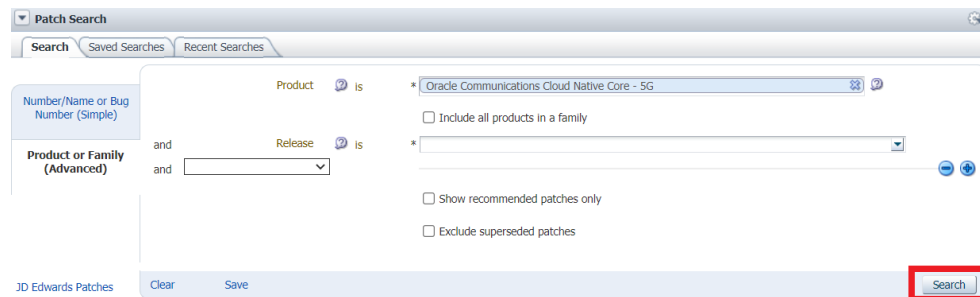 Patch Search
Search Saved Searches Recent Searches
Number/Name or Bug
Number (Simple)
Product or Family
(Advanced)
JD Edwards Patches
Product ? is * Oracle Communications Cloud Native Core - 5G ?
Include all products in a family
and Release ? is *
and
Show recommended patches only
Exclude superseded patches
Clear Save Search